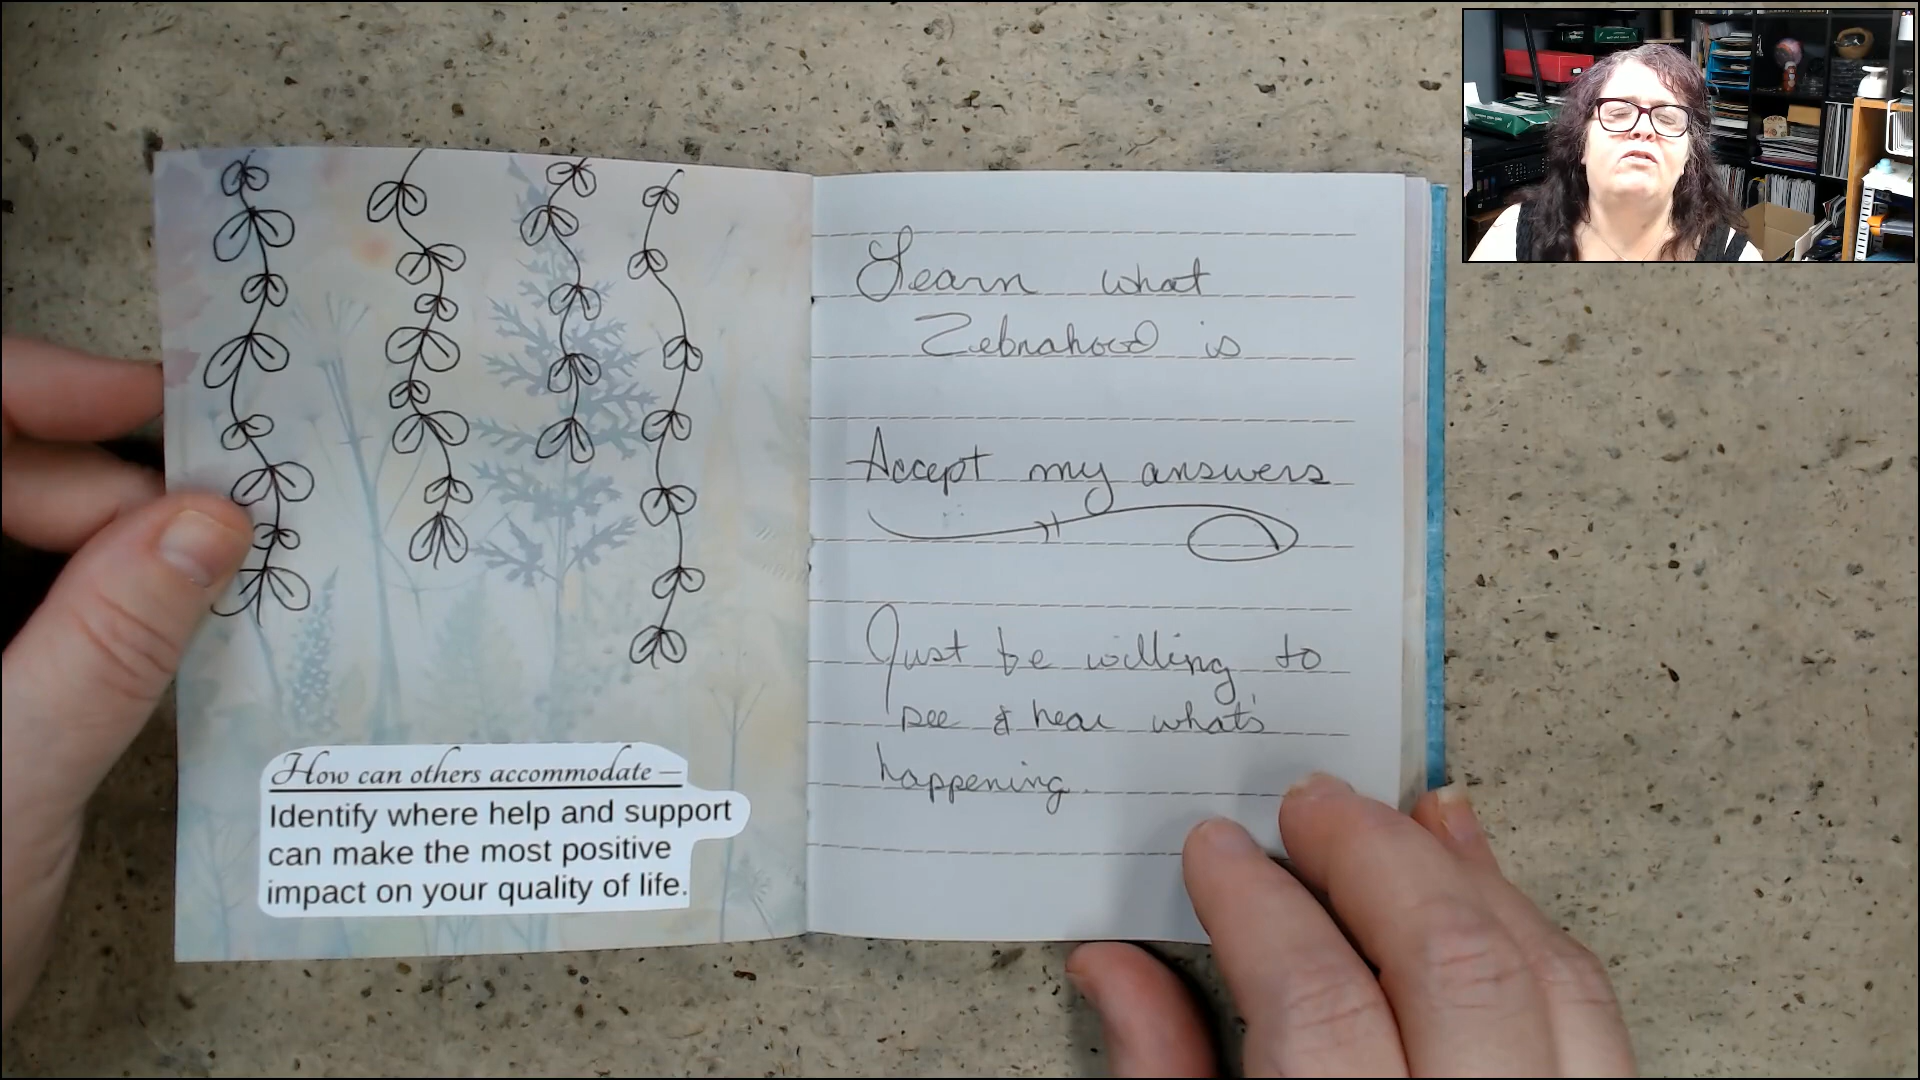 How can others accommodate —
Identify where help and support
can make the most positive
impact on your quality of life.
Learn what
Zebrahood is
Accept my answers
Just be willing to
see & hear what's
happening.